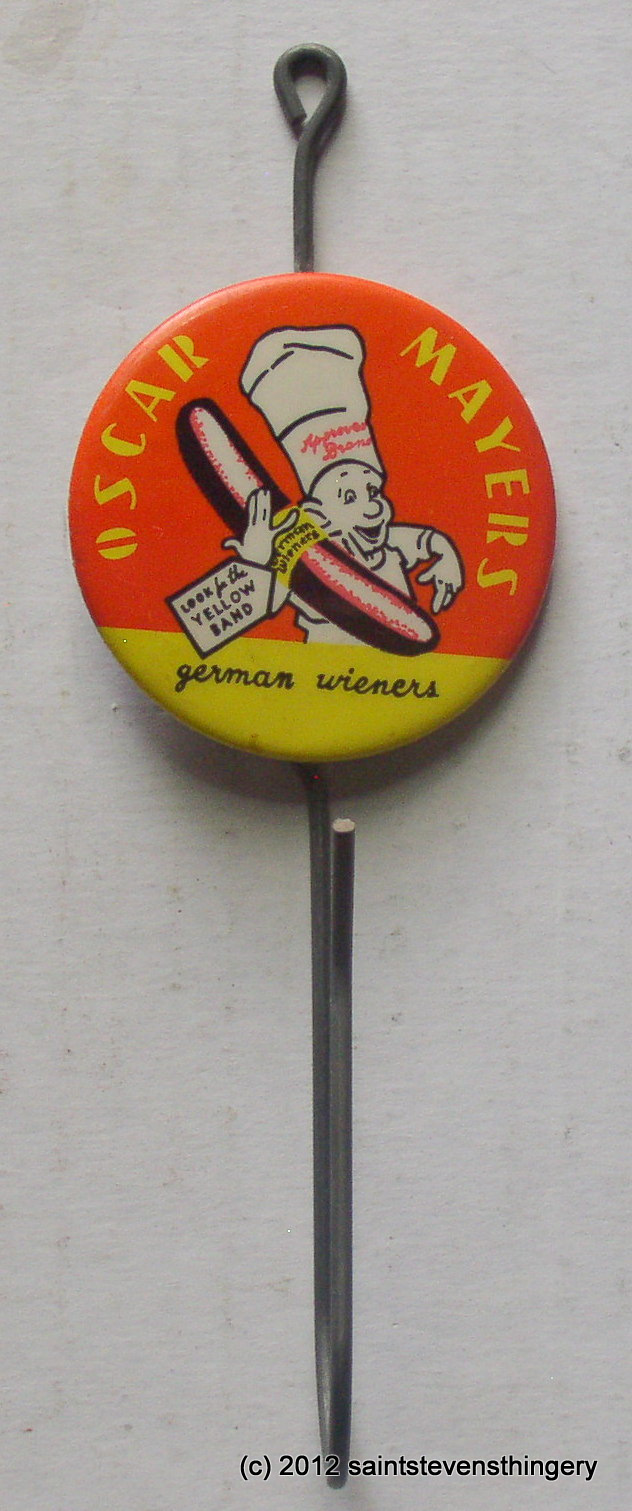 OSCAR MAYERS
Approved
Brand
german
wieners
LOOK for the
YELLOW
BAND
german wieners
(c) 2012 saintstevensthingery